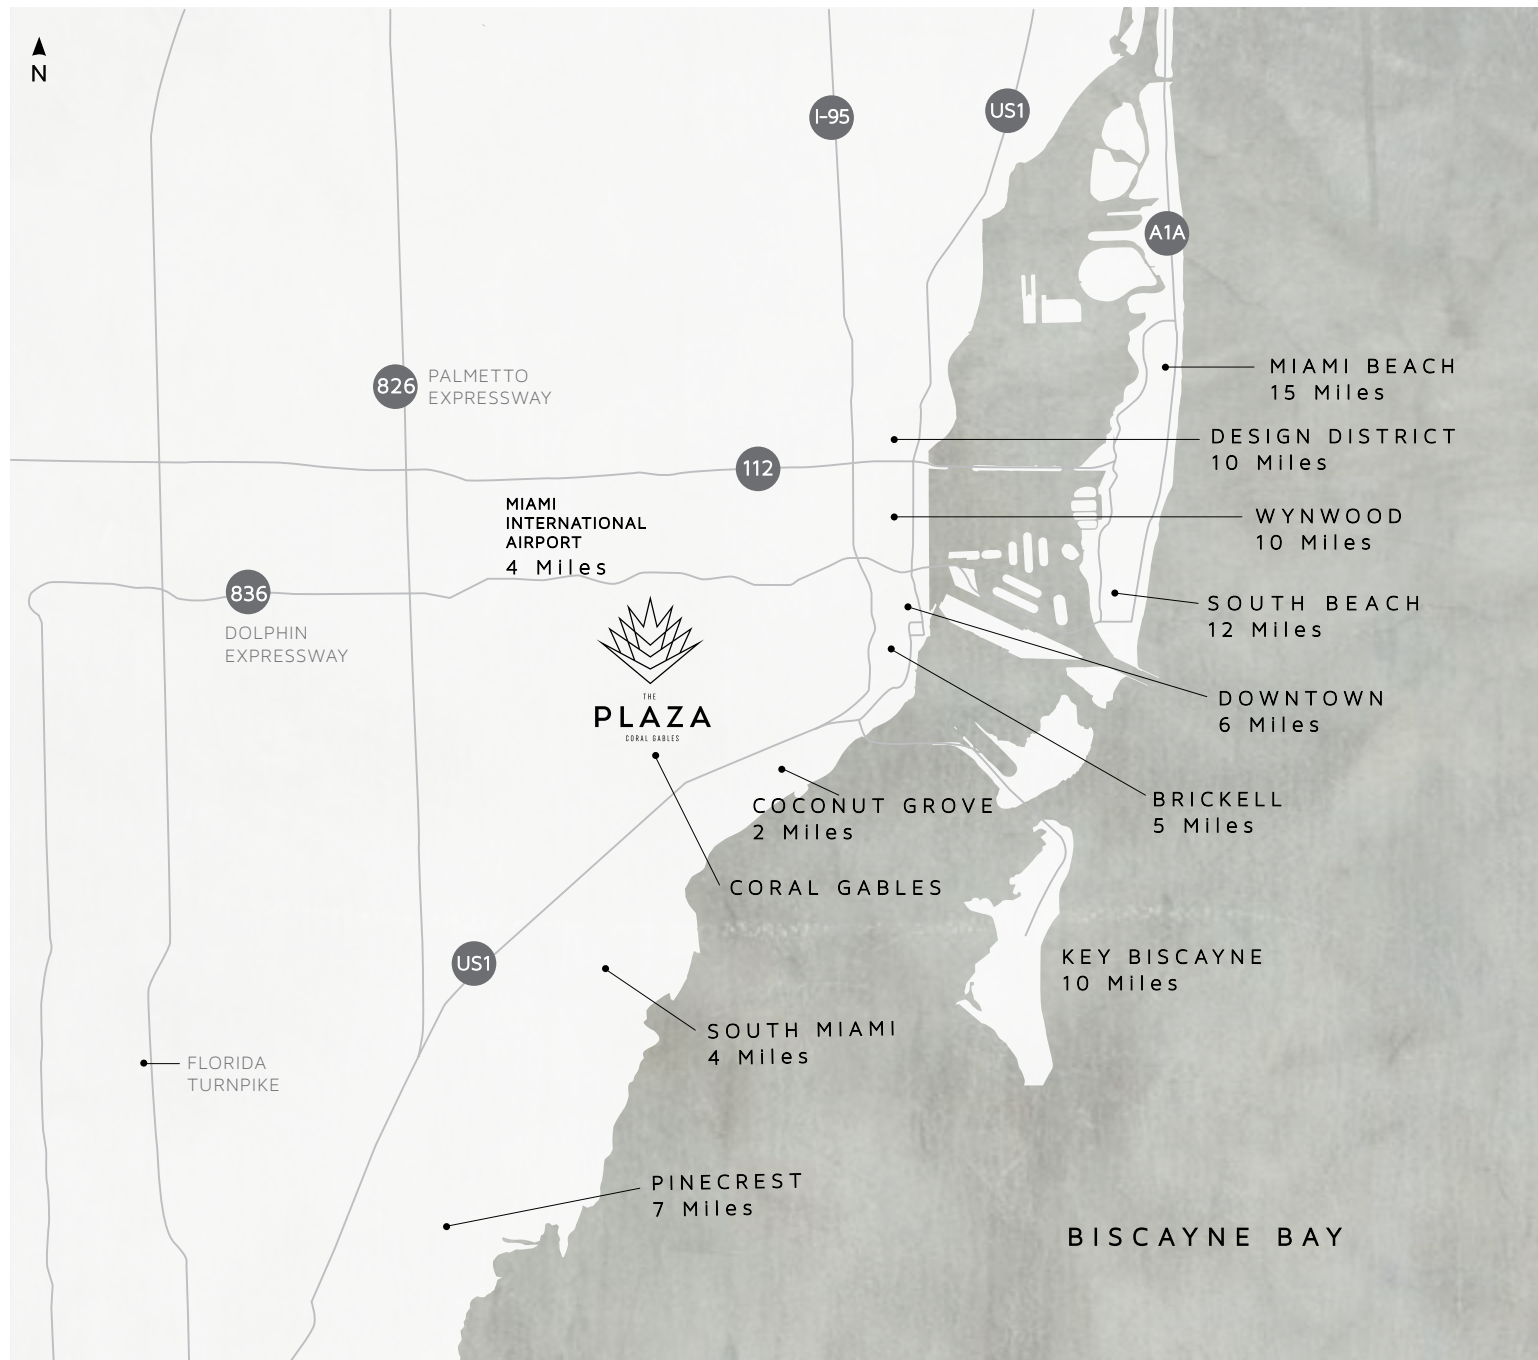 N
I-95
US1
A1A
MIAMI BEACH
15 Miles
826
PALMETTO
EXPRESSWAY
DESIGN DISTRICT
10 Miles
112
MIAMI
INTERNATIONAL
AIRPORT
4 Miles
WYNWOOD
10 Miles
836
DOLPHIN
EXPRESSWAY
SOUTH BEACH
12 Miles
THE
PLAZA
CORAL GABLES
DOWNTOWN
6 Miles
COCONUT GROVE
2 Miles
BRICKELL
5 Miles
CORAL GABLES
US1
KEY BISCAYNE
10 Miles
SOUTH MIAMI
4 Miles
FLORIDA
TURNPIKE
PINECREST
7 Miles
BISCAYNE BAY